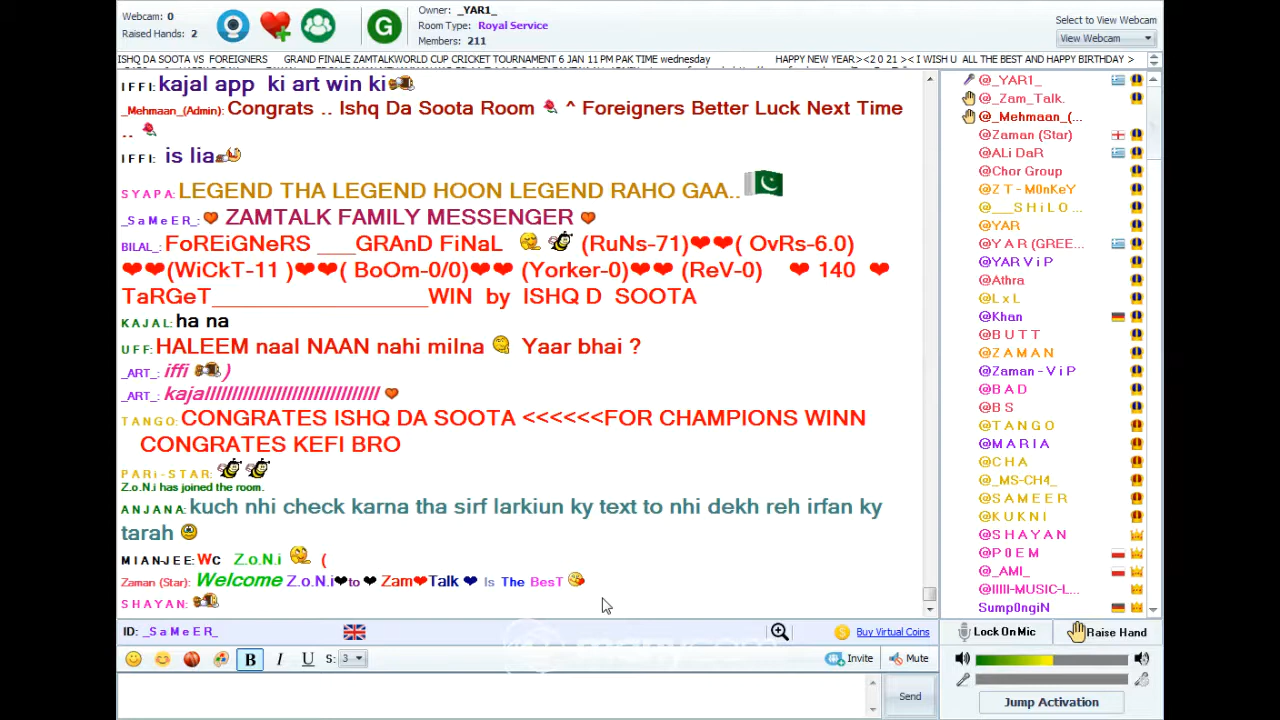 Webcam: 0
Raised Hands: 2
Owner: _YAR1_
Room Type: Royal Service
Members: 211
Select to View Webcam
View Webcam
ISHQ DA SOOTA VS FOREIGNERS GRAND FINALE ZAMTALKWORLD CUP CRICKET TOURNAMENT 6 JAN 11 PM PAK TIME wednesday HAPPY NEW YEAR><2 0 21 >< I WISH U ALL THE BEST AND HAPPY BIRTHDAY >
IFFI: kajal app ki art win ki
_Mehmaan_(Admin): Congrats .. Ishq Da Soota Room ^ Foreigners Better Luck Next Time
..
IFFI: is lia
SYAPA: LEGEND THA LEGEND HOON LEGEND RAHO GAA..
_SaMeER_: ZAMTALK FAMILY MESSENGER
BILAL_: FoREiGNeRS ___GRAnD FiNaL (RuNs-71)❤❤( OvRs-6.0)
❤❤(WiCkT-11 )❤❤( BoOm-0/0)❤❤ (Yorker-0)❤❤ (ReV-0) ❤ 140 ❤
TaRGeT_________________WIN by ISHQ D SOOTA
KAJAL: ha na
UFF: HALEEM naal NAAN nahi milna Yaar bhai ?
_ART_: iffi )
_ART_: kajalllllllllllllllllllllllllllllllll
TANGO: CONGRATES ISHQ DA SOOTA <<<<<<FOR CHAMPIONS WINN
CONGRATES KEFI BRO
PARi-STAR:
Z.o.N.i has joined the room.
ANJANA: kuch nhi check karna tha sirf larkiun ky text to nhi dekh reh irfan ky
tarah
MIAN-JEE: Wc Z.o.N.i (
Zaman (Star): Welcome Z.o.N.i❤to ❤ Zam❤Talk ❤ Is The BesT
SHAYAN:
ID: _SaMeER_
Buy Virtual Coins
B I U S: 3
Invite
Mute
Send
@_YAR1_
@_Zam_Talk.
@_Mehmaan_(...
@Zaman (Star)
@ALi DaR
@Chor Group
@Z T - M0nKeY
@___S H i L O ...
@YAR
@Y A R (GREE...
@YAR V i P
@Athra
@L x L
@Khan
@B U T T
@Z A M A N
@Zaman - V i P
@B A D
@B S
@T A N G O
@M A R I A
@C H A
@_MS-CH4_
@S A M E E R
@K U K N I
@S H A Y A N
@P 0 E M
@_AMI_
@IIIII-MUSIC-L...
Sump0ngiN
Lock On Mic
Raise Hand
Jump Activation